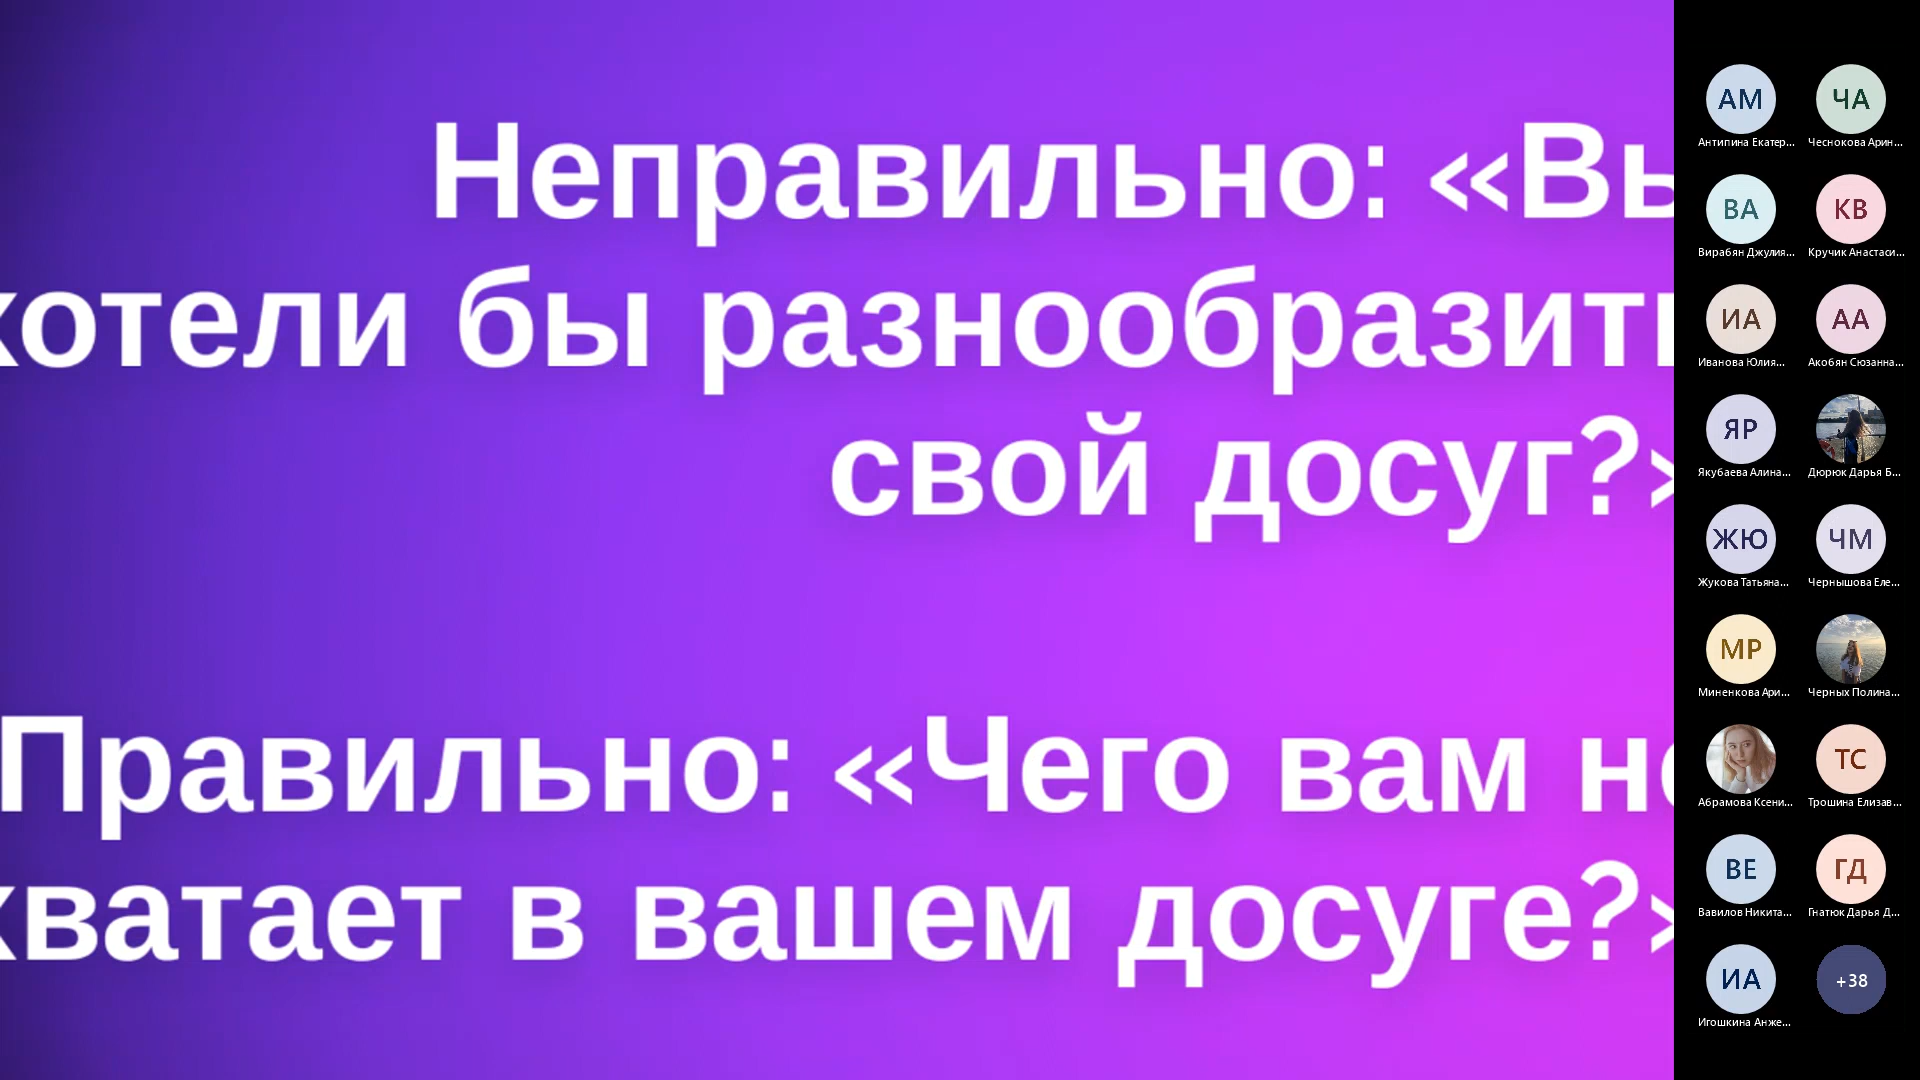 Неправильно: «Вы
хотели бы разнообразить
свой досуг?»
Правильно: «Чего вам не
хватает в вашем досуге?»
АМ
ЧА
Антипина Екатер...
Чеснокова Арин...
ВА
КВ
Вирабян Джулия...
Кручик Анастаси...
ИА
АА
Иванова Юлия...
Акобян Сюзанна...
ЯР
Якубаева Алина...
Дюрюк Дарья Б...
ЖЮ
ЧМ
Жукова Татьяна...
Чернышова Еле...
МР
Миненкова Ари...
Черных Полина...
ТС
Абрамова Ксени...
Трошина Елизав...
ВЕ
ГД
Вавилов Никита...
Гнатюк Дарья Д...
ИА
+38
Игошкина Анже...